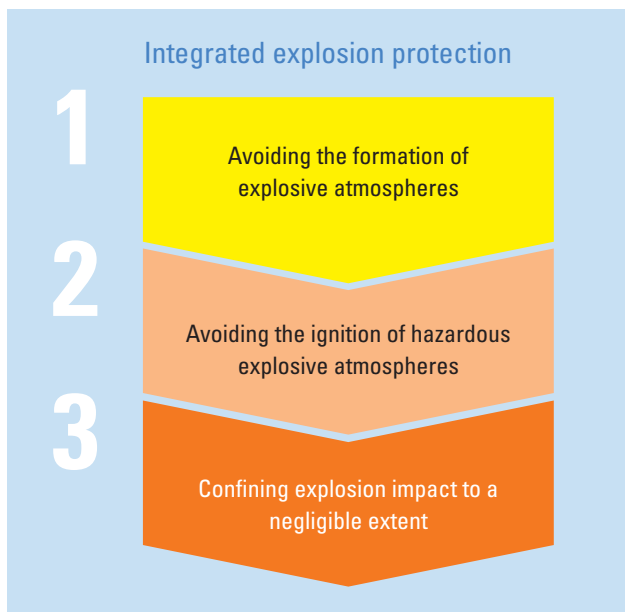 Integrated explosion protection
1
Avoiding the formation of
explosive atmospheres
2
Avoiding the ignition of hazardous
explosive atmospheres
3
Confining explosion impact to a
negligible extent